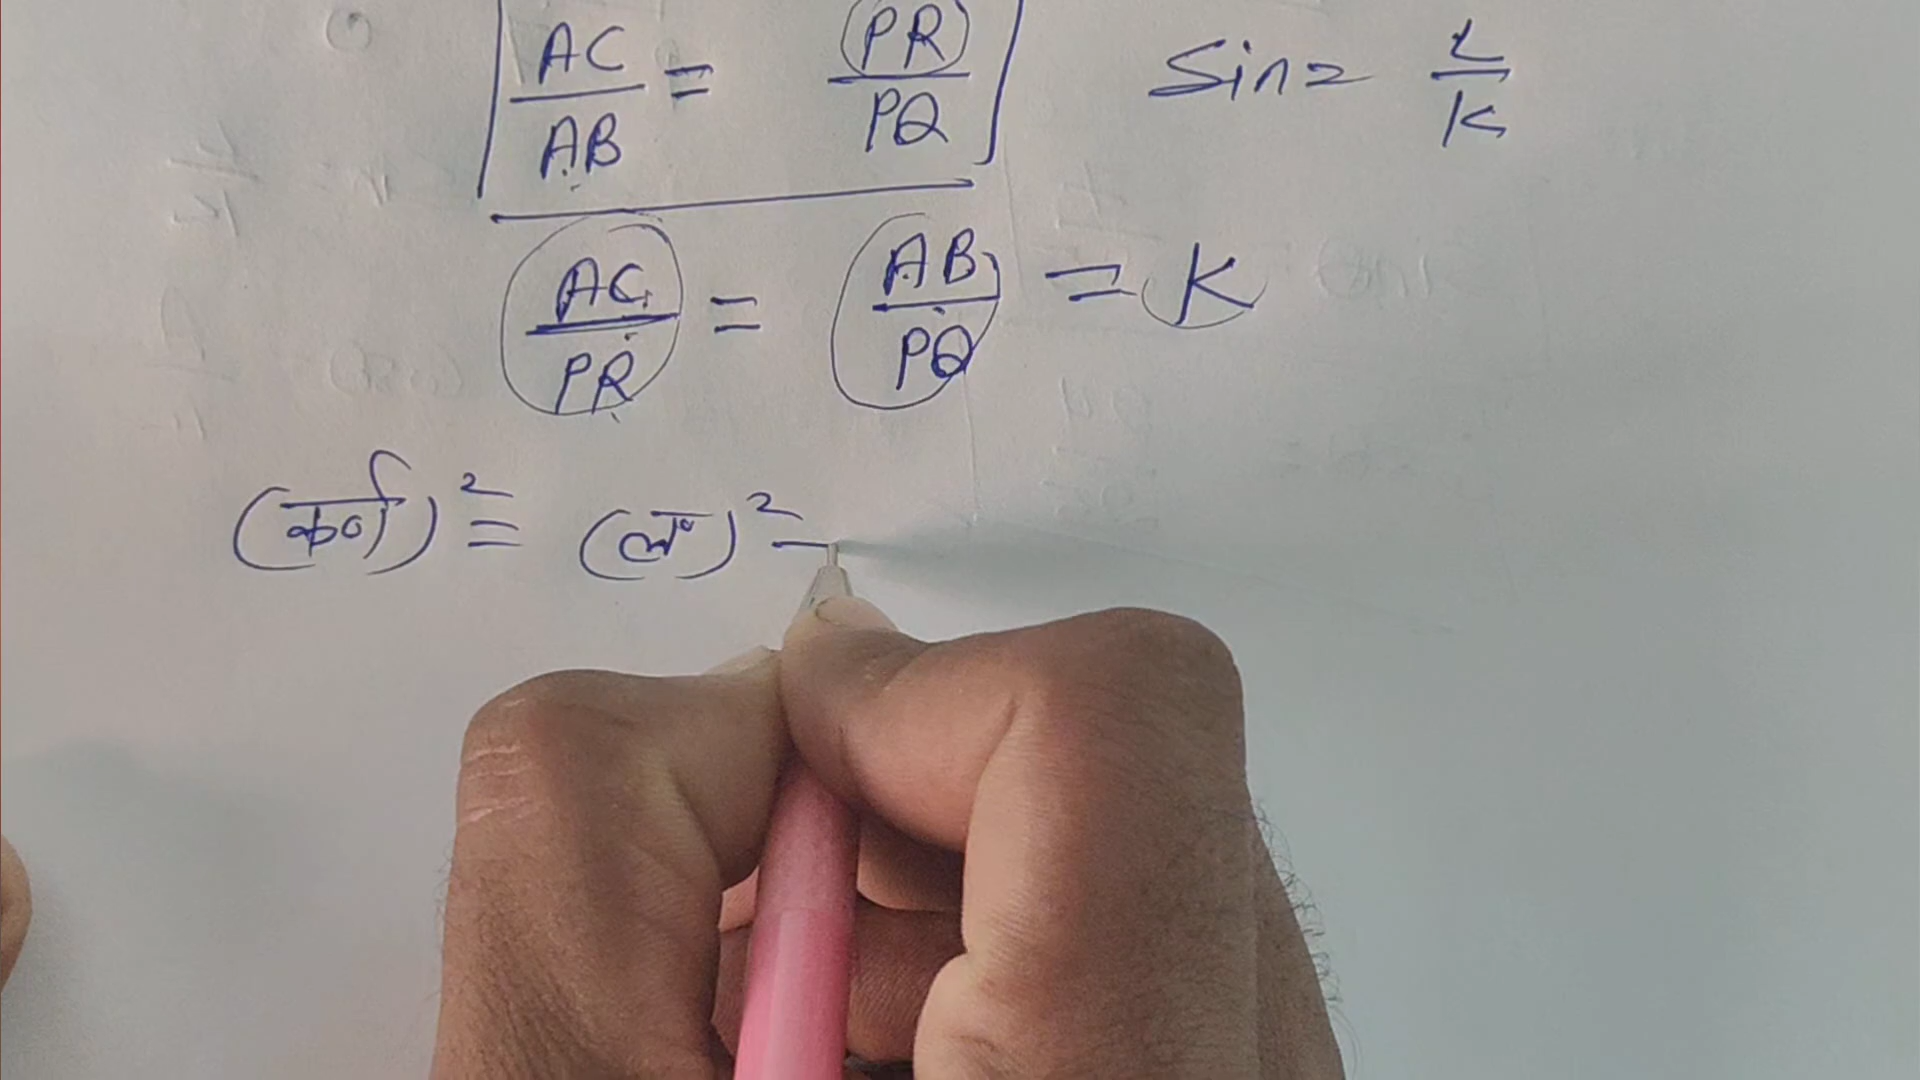 AC/AB = PR/PQ Sin = L/K
AC/PR = AB/PQ = K
(कर्ण)² = (लं)² –